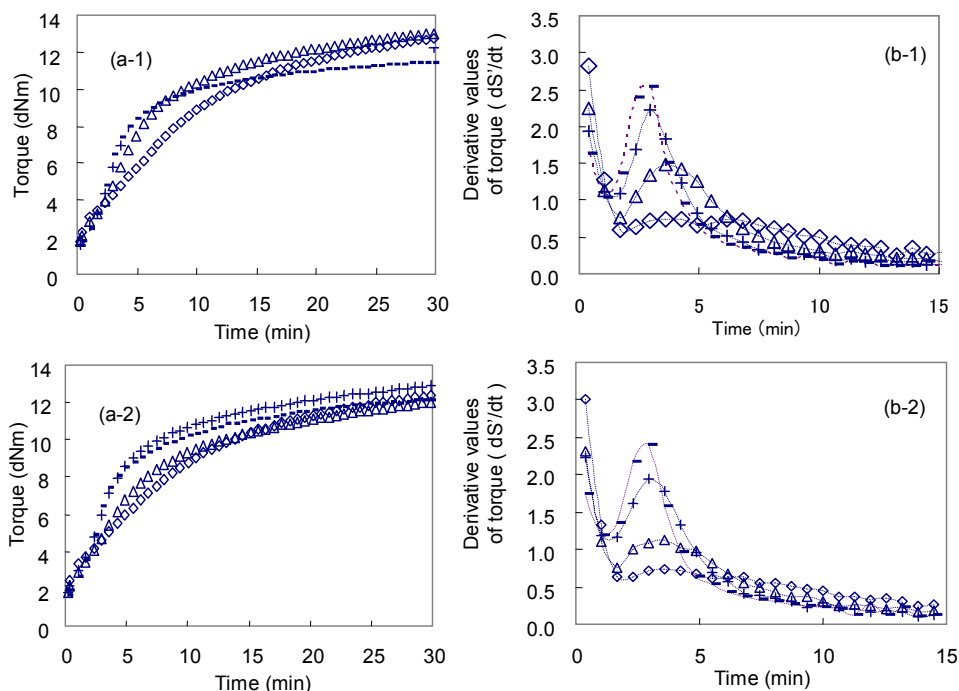 14
12
10
8
6
4
2
0
Torque (dNm)
(a-1)
0 5 10 15 20 25 30
Time (min)
3.5
3.0
2.5
2.0
1.5
1.0
0.5
0.0
Derivative values
of torque ( dS'/dt)
(b-1)
0 5 10 15
Time (min)
14
12
10
8
6
4
2
0
Torque (dNm)
(a-2)
0 5 10 15 20 25 30
Time (min)
3.5
3.0
2.5
2.0
1.5
1.0
0.5
0.0
Derivative values
of torque ( dS'/dt)
(b-2)
0 5 10 15
Time (min)